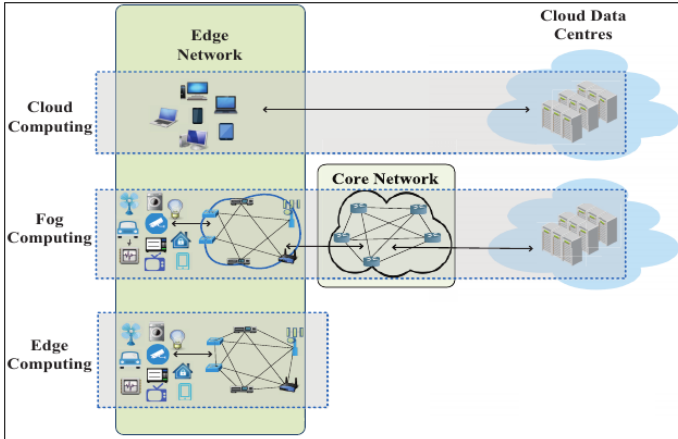 Edge
Network
Cloud Data
Centres
Cloud
Computing
Core Network
Fog
Computing
Edge
Computing